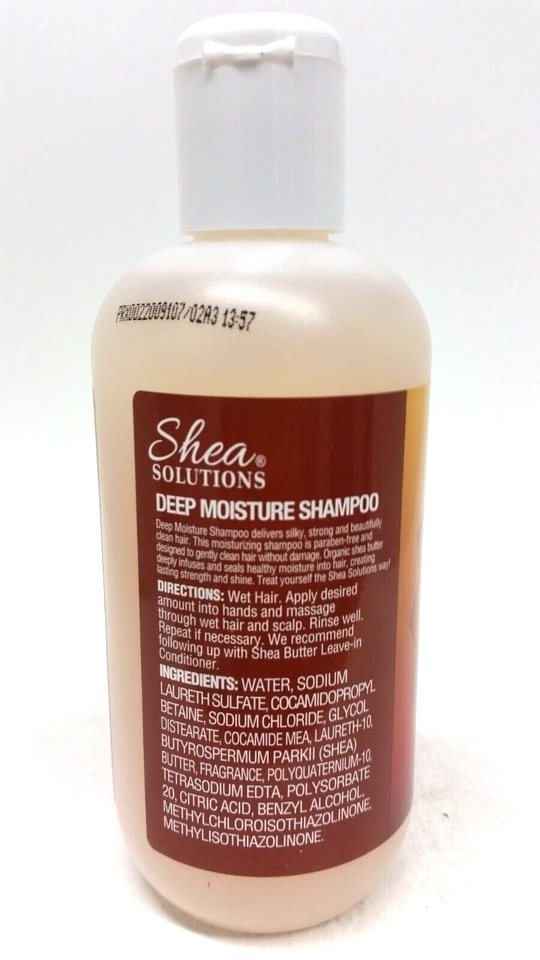 PRX0022009107/02A3 13:57
Shea®
SOLUTIONS
DEEP MOISTURE SHAMPOO
Deep Moisture Shampoo delivers silky, strong and beautifully
clean hair. This moisturizing shampoo is paraben-free and
designed to gently clean hair without damage. Organic shea butter
deeply infuses and seals healthy moisture into hair, creating
lasting strength and shine. Treat yourself the Shea Solutions way!
DIRECTIONS: Wet Hair. Apply desired
amount into hands and massage
through wet hair and scalp. Rinse well.
Repeat if necessary. We recommend
following up with Shea Butter Leave-in
Conditioner.
INGREDIENTS: WATER, SODIUM
LAURETH SULFATE, COCAMIDOPROPYL
BETAINE, SODIUM CHLORIDE, GLYCOL
DISTEARATE, COCAMIDE MEA, LAURETH-10,
BUTYROSPERMUM PARKII (SHEA)
BUTTER, FRAGRANCE, POLYQUATERNIUM-10,
TETRASODIUM EDTA, POLYSORBATE
20, CITRIC ACID, BENZYL ALCOHOL,
METHYLCHLOROISOTHIAZOLINONE,
METHYLISOTHIAZOLINONE.